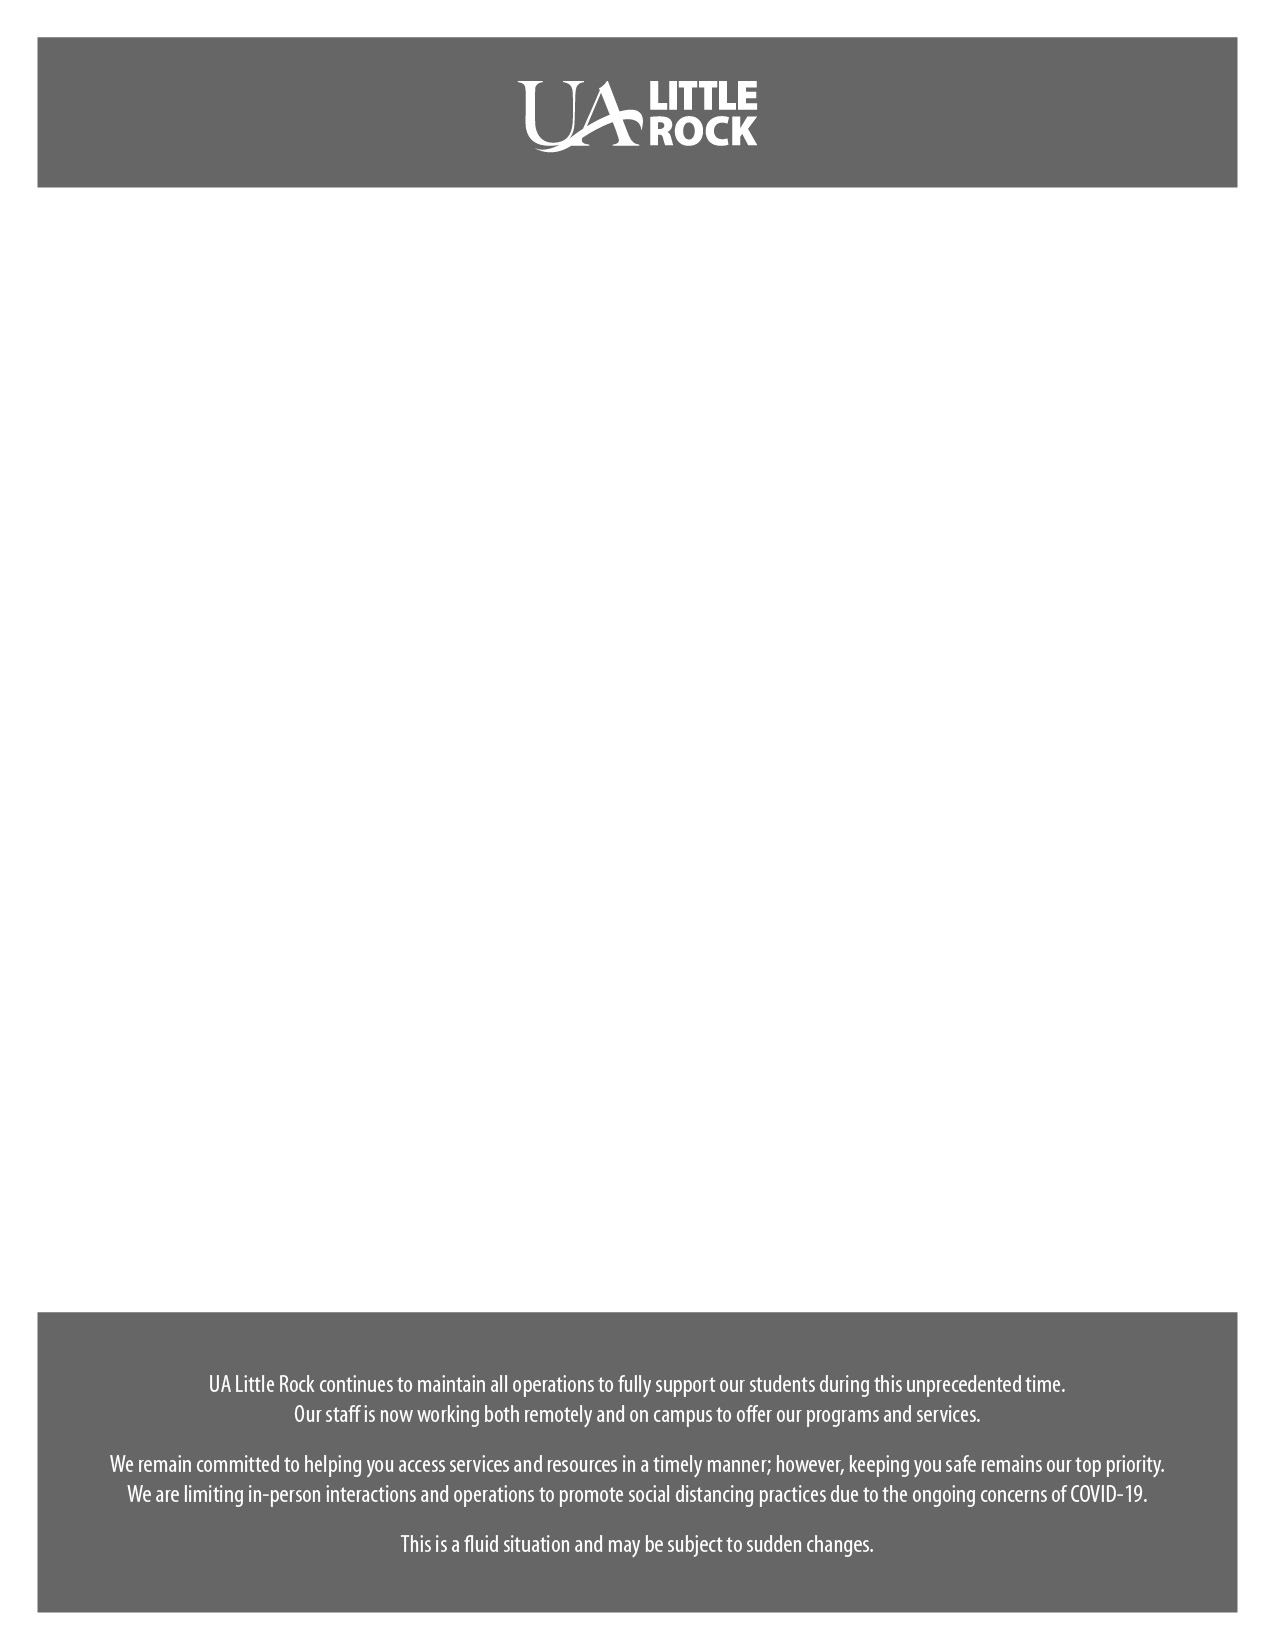 UA LITTLE
ROCK
UA Little Rock continues to maintain all operations to fully support our students during this unprecedented time.
Our staff is now working both remotely and on campus to offer our programs and services.
We remain committed to helping you access services and resources in a timely manner; however, keeping you safe remains our top priority.
We are limiting in-person interactions and operations to promote social distancing practices due to the ongoing concerns of COVID-19.
This is a fluid situation and may be subject to sudden changes.